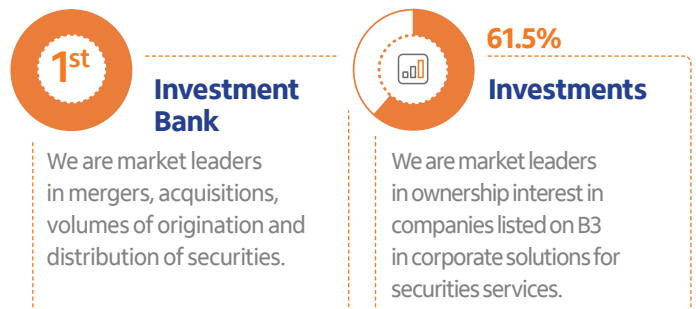 1st
Investment
Bank
We are market leaders
in mergers, acquisitions,
volumes of origination and
distribution of securities.
61.5%
Investments
We are market leaders
in ownership interest in
companies listed on B3
in corporate solutions for
securities services.